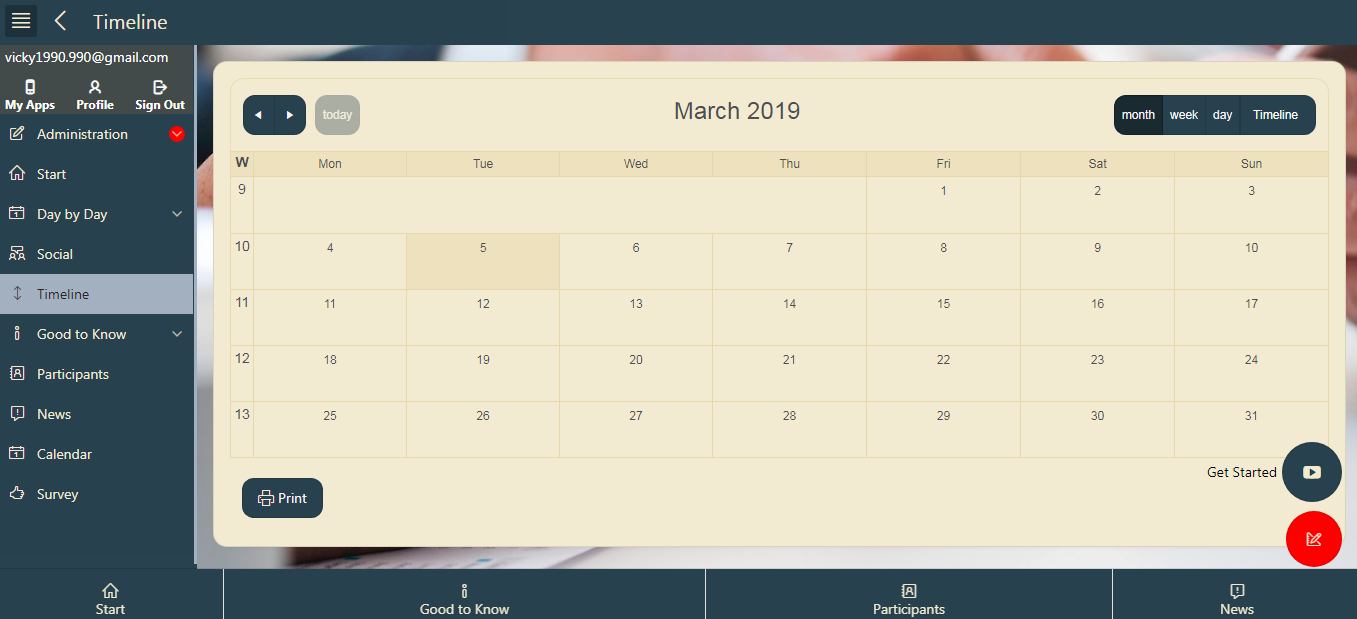 Timeline
vicky1990.990@gmail.com
My Apps Profile Sign Out
Administration
Start
Day by Day
Social
Timeline
Good to Know
Participants
News
Calendar
Survey
today
March 2019
month week day Timeline
W Mon Tue Wed Thu Fri Sat Sun
9 1 2 3
10 4 5 6 7 8 9 10
11 11 12 13 14 15 16 17
12 18 19 20 21 22 23 24
13 25 26 27 28 29 30 31
Get Started
Print
Start Good to Know Participants News